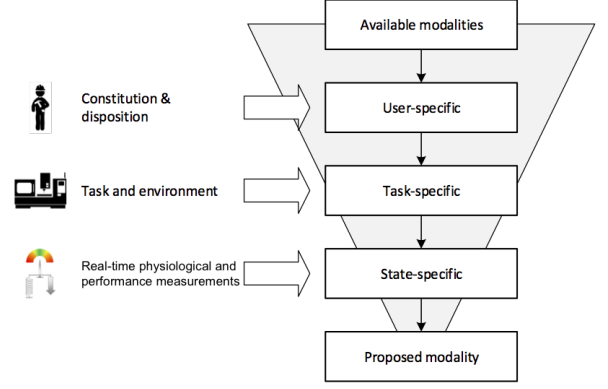 Available modalities
Constitution &
disposition
User-specific
Task and environment
Task-specific
Real-time physiological and
performance measurements
State-specific
Proposed modality